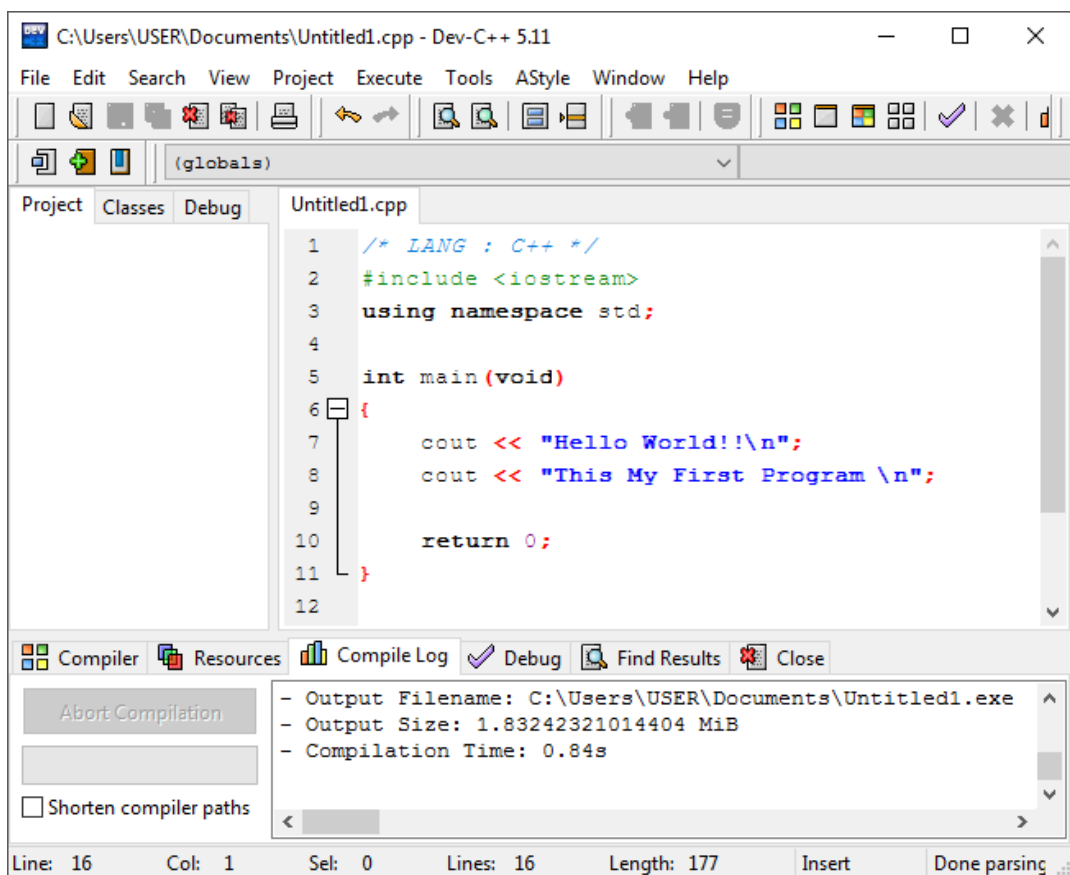 C:\Users\USER\Documents\Untitled1.cpp - Dev-C++ 5.11
File Edit Search View Project Execute Tools AStyle Window Help
(globals)
Project Classes Debug
Untitled1.cpp
1 /* LANG : C++ */
2 #include <iostream>
3 using namespace std;
4
5 int main(void)
6 {
7 cout << "Hello World!!\n";
8 cout << "This My First Program \n";
9
10 return 0;
11 }
12
Compiler Resources Compile Log Debug Find Results Close
Abort Compilation
Shorten compiler paths
- Output Filename: C:\Users\USER\Documents\Untitled1.exe
- Output Size: 1.83242321014404 MiB
- Compilation Time: 0.84s
Line: 16 Col: 1 Sel: 0 Lines: 16 Length: 177 Insert Done parsing